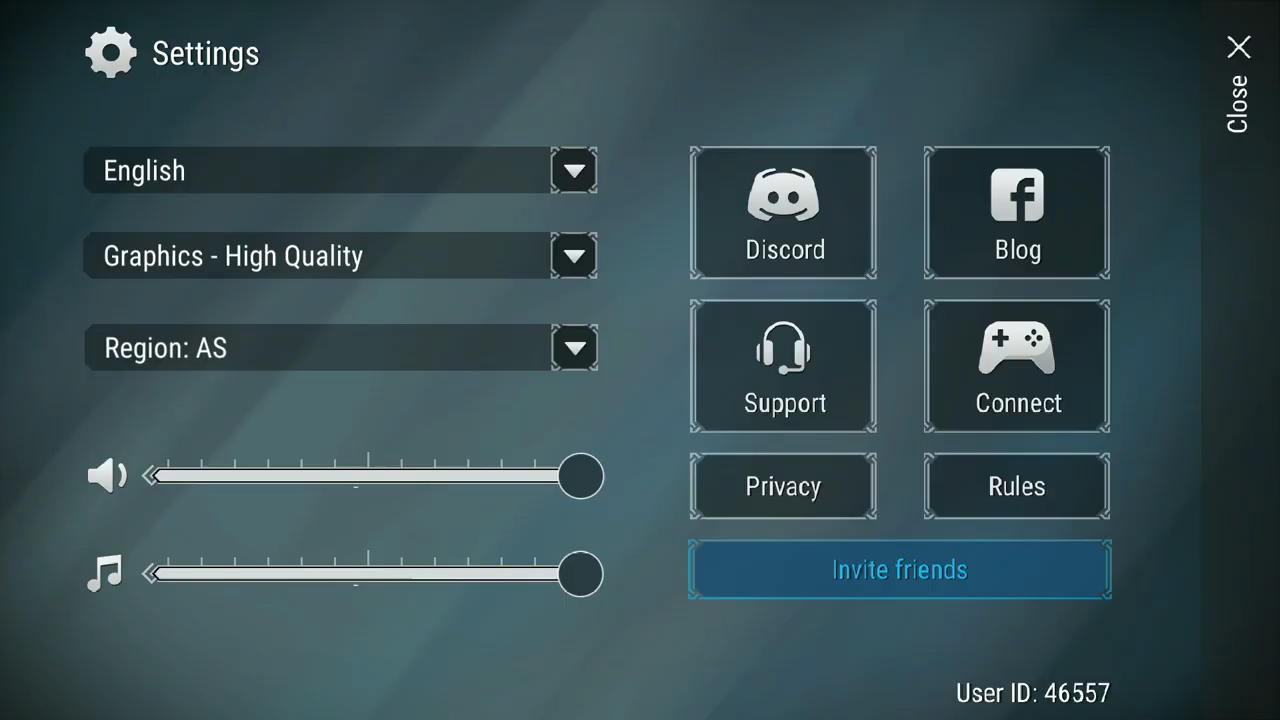 Settings
Close
English
Graphics - High Quality
Region: AS
Discord
Blog
Support
Connect
Privacy
Rules
Invite friends
User ID: 46557